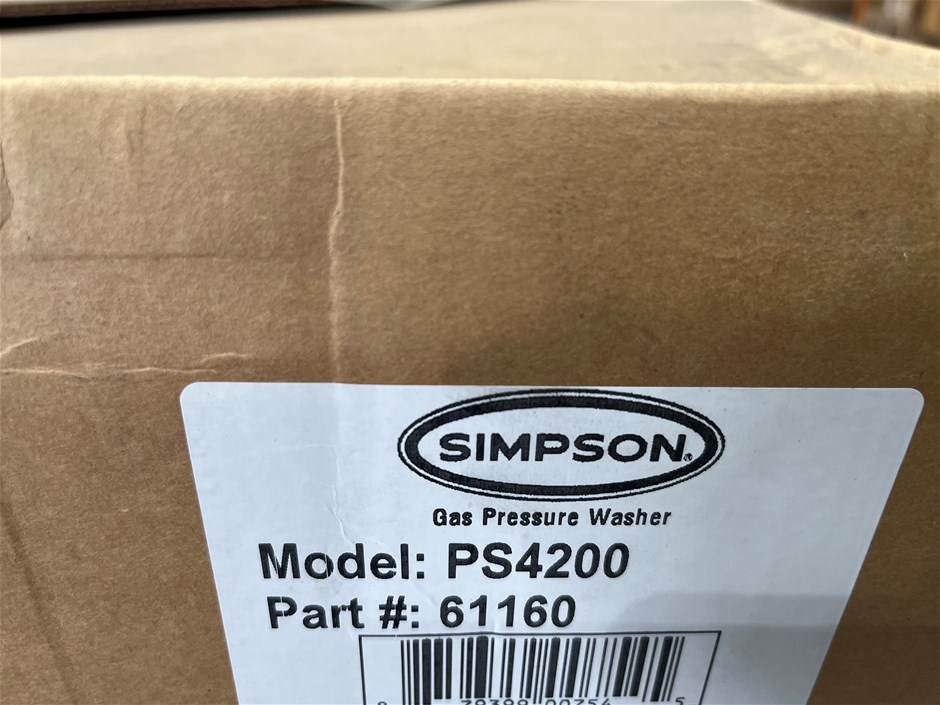 SIMPSON®
Gas Pressure Washer
Model: PS4200
Part #: 61160